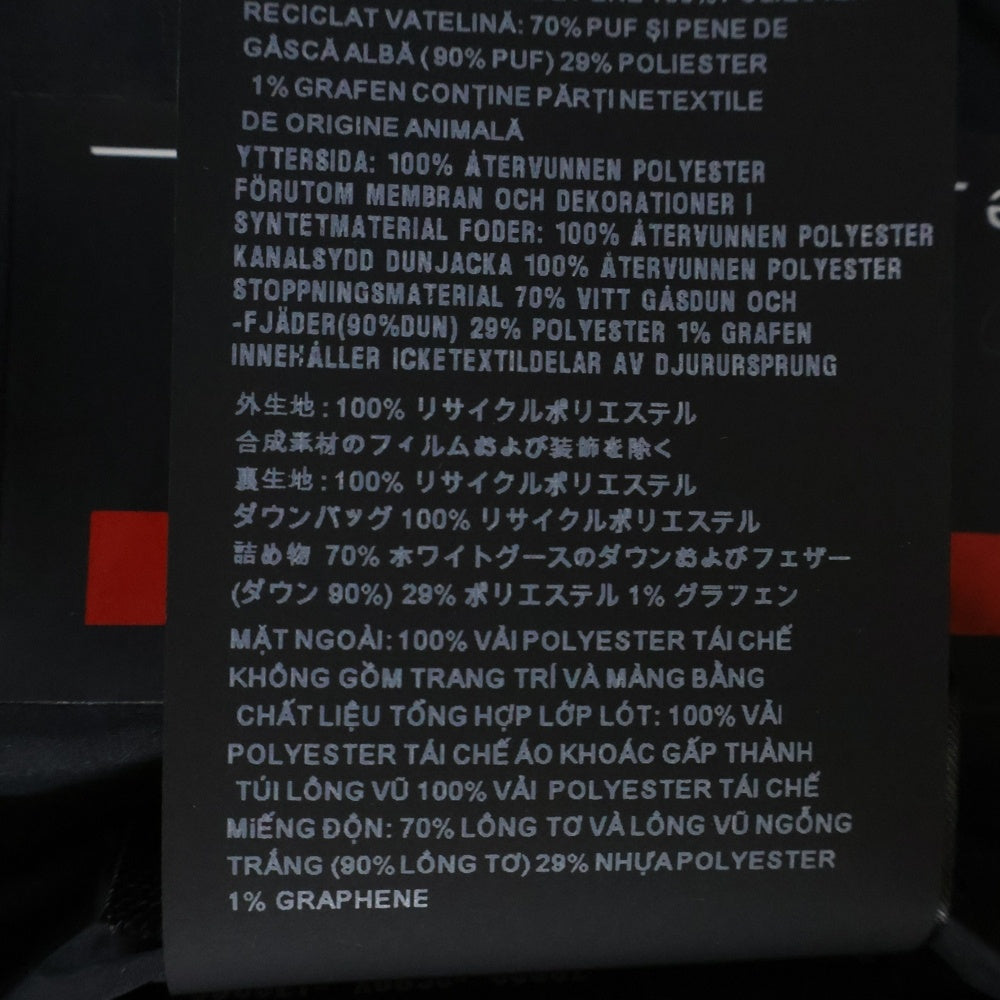 RECICLAT VATELINĂ: 70% PUF ŞI PENE DE
GÂSCĂ ALBĂ (90% PUF) 29% POLIESTER
1% GRAFEN CONŢINE PĂRŢI NETEXTILE
DE ORIGINE ANIMALĂ
YTTERSIDA: 100% ÅTERVUNNEN POLYESTER
FÖRUTOM MEMBRAN OCH DEKORATIONER I
SYNTETMATERIAL FODER: 100% ÅTERVUNNEN POLYESTER
KANALSYDD DUNJACKA 100% ÅTERVUNNEN POLYESTER
STOPPNINGSMATERIAL 70% VITT GÅSDUN OCH
-FJÄDER(90%DUN) 29% POLYESTER 1% GRAFEN
INNEHÅLLER ICKETEXTILDELAR AV DJURURSPRUNG
外生地:100% リサイクルポリエステル
合成素材のフィルムおよび装飾を除く
裏生地:100% リサイクルポリエステル
ダウンバッグ 100% リサイクルポリエステル
詰め物 70% ホワイトグースのダウンおよびフェザー
(ダウン 90%) 29% ポリエステル 1% グラフェン
MẶT NGOÀI: 100% VẢI POLYESTER TÁI CHẾ
KHÔNG GỒM TRANG TRÍ VÀ MÀNG BẰNG
CHẤT LIỆU TỔNG HỢP LỚP LÓT: 100% VẢI
POLYESTER TÁI CHẾ ÁO KHOÁC GẤP THÀNH
TÚI LÔNG VŨ 100% VẢI POLYESTER TÁI CHẾ
MIẾNG ĐỘN: 70% LÔNG TƠ VÀ LÔNG VŨ NGỖNG
TRẮNG (90% LÔNG TƠ) 29% NHỰA POLYESTER
1% GRAPHENE